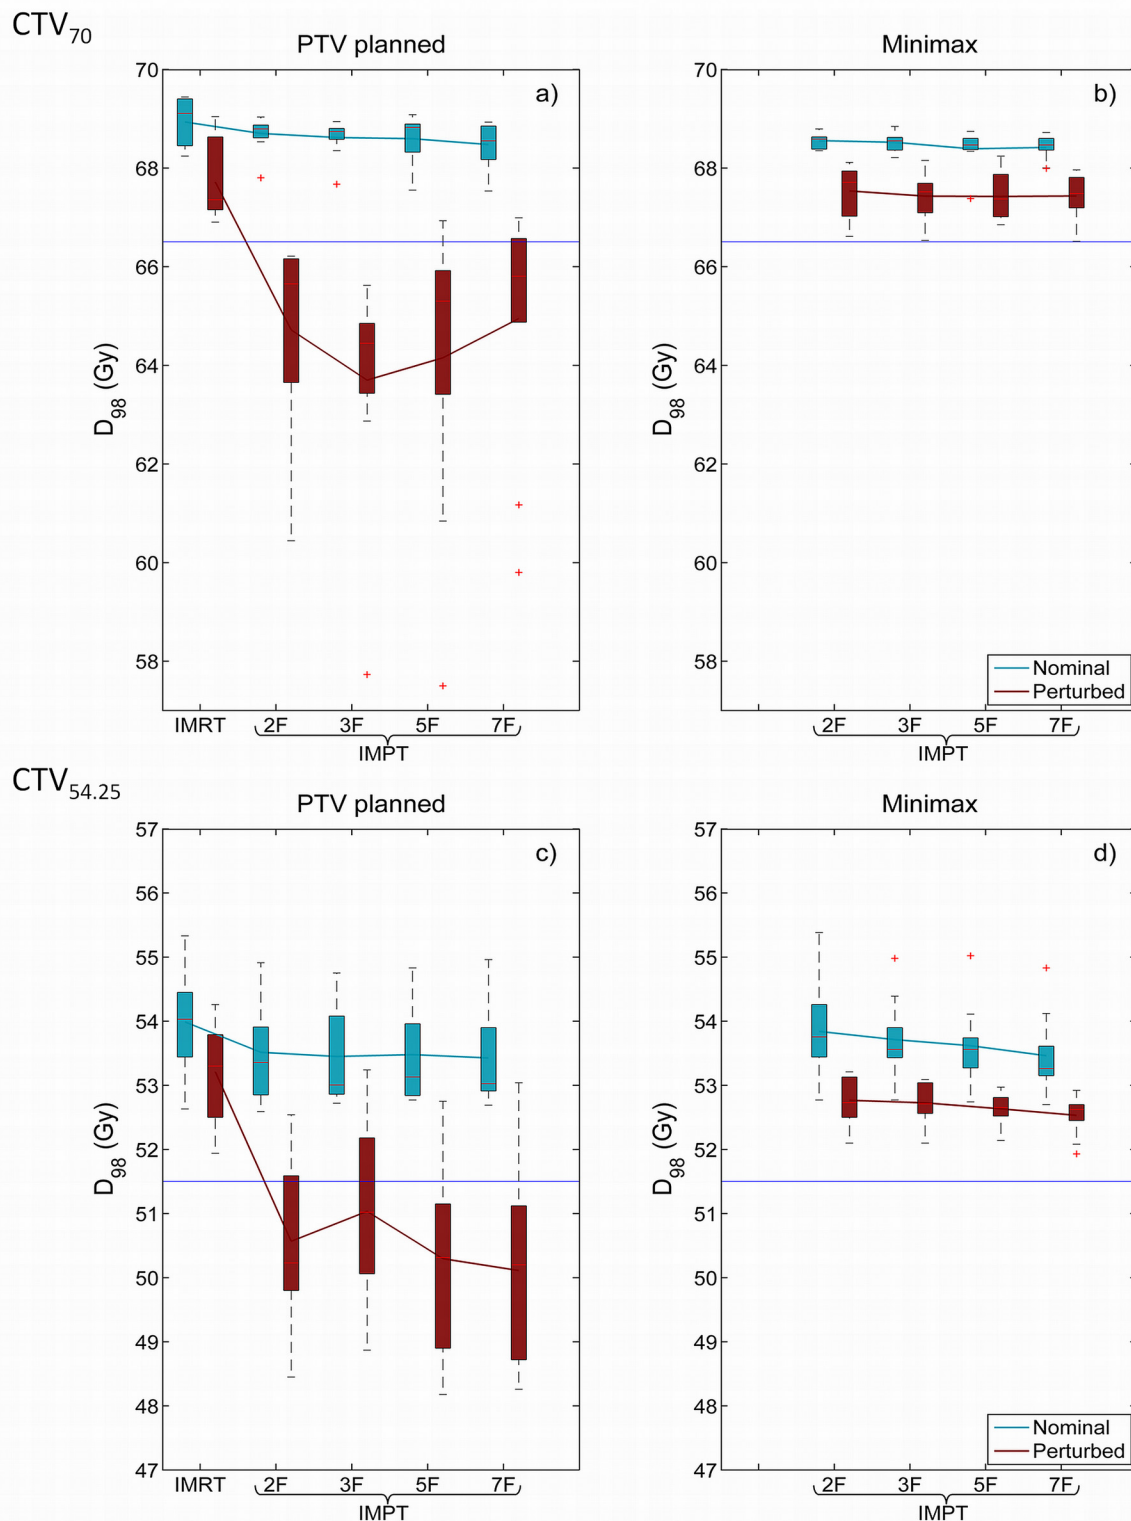 CTV70
PTV planned
Minimax
a)
b)
70
68
66
64
62
60
58
D98 (Gy)
70
68
66
64
62
60
58
D98 (Gy)
Nominal
Perturbed
IMRT 2F 3F 5F 7F
IMPT
2F 3F 5F 7F
IMPT
CTV54.25
PTV planned
Minimax
c)
d)
57
56
55
54
53
52
51
50
49
48
47
D98 (Gy)
57
56
55
54
53
52
51
50
49
48
47
D98 (Gy)
Nominal
Perturbed
IMRT 2F 3F 5F 7F
IMPT
2F 3F 5F 7F
IMPT